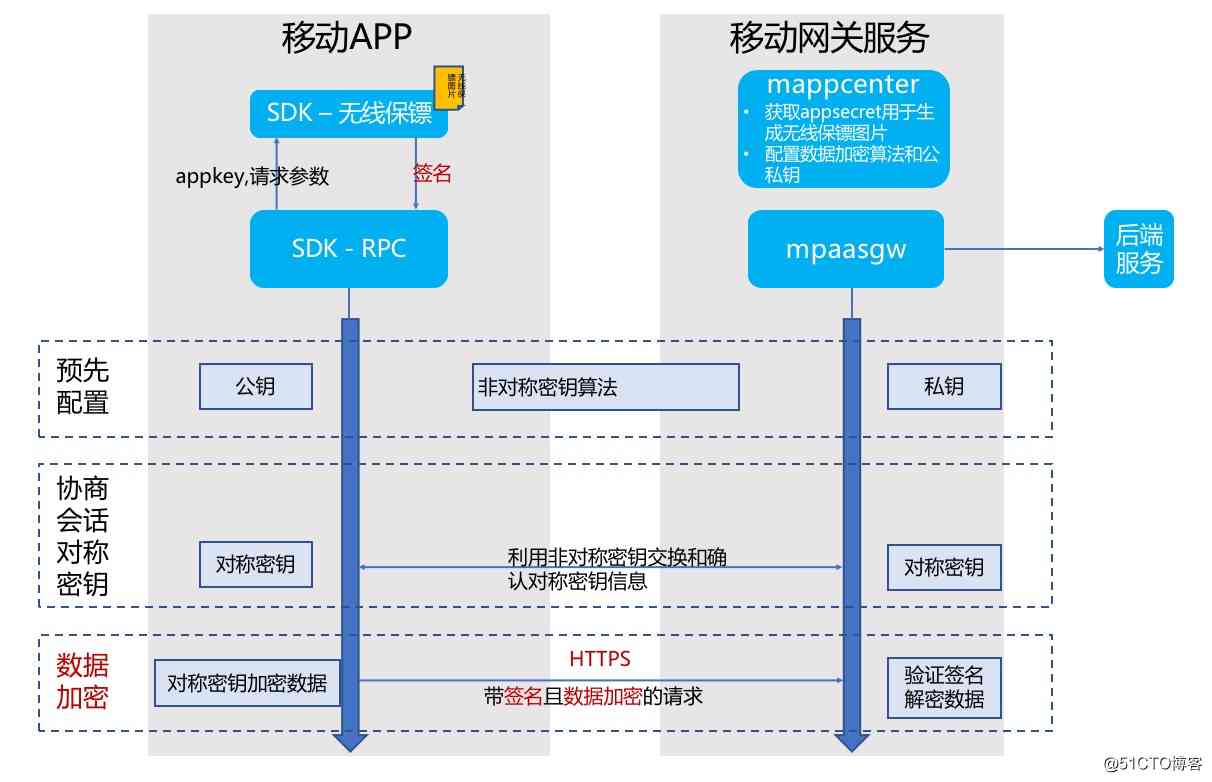 移动APP
移动网关服务
无线保
镖图片
SDK – 无线保镖
mappcenter
• 获取appsecret用于生
成无线保镖图片
• 配置数据加密算法和公
私钥
appkey,请求参数
签名
SDK - RPC
mpaasgw
后端
服务
预先
配置
公钥
非对称密钥算法
私钥
协商
会话
对称
密钥
对称密钥
利用非对称密钥交换和确
认对称密钥信息
对称密钥
数据
加密
对称密钥加密数据
HTTPS
带签名且数据加密的请求
验证签名
解密数据
@51CTO博客